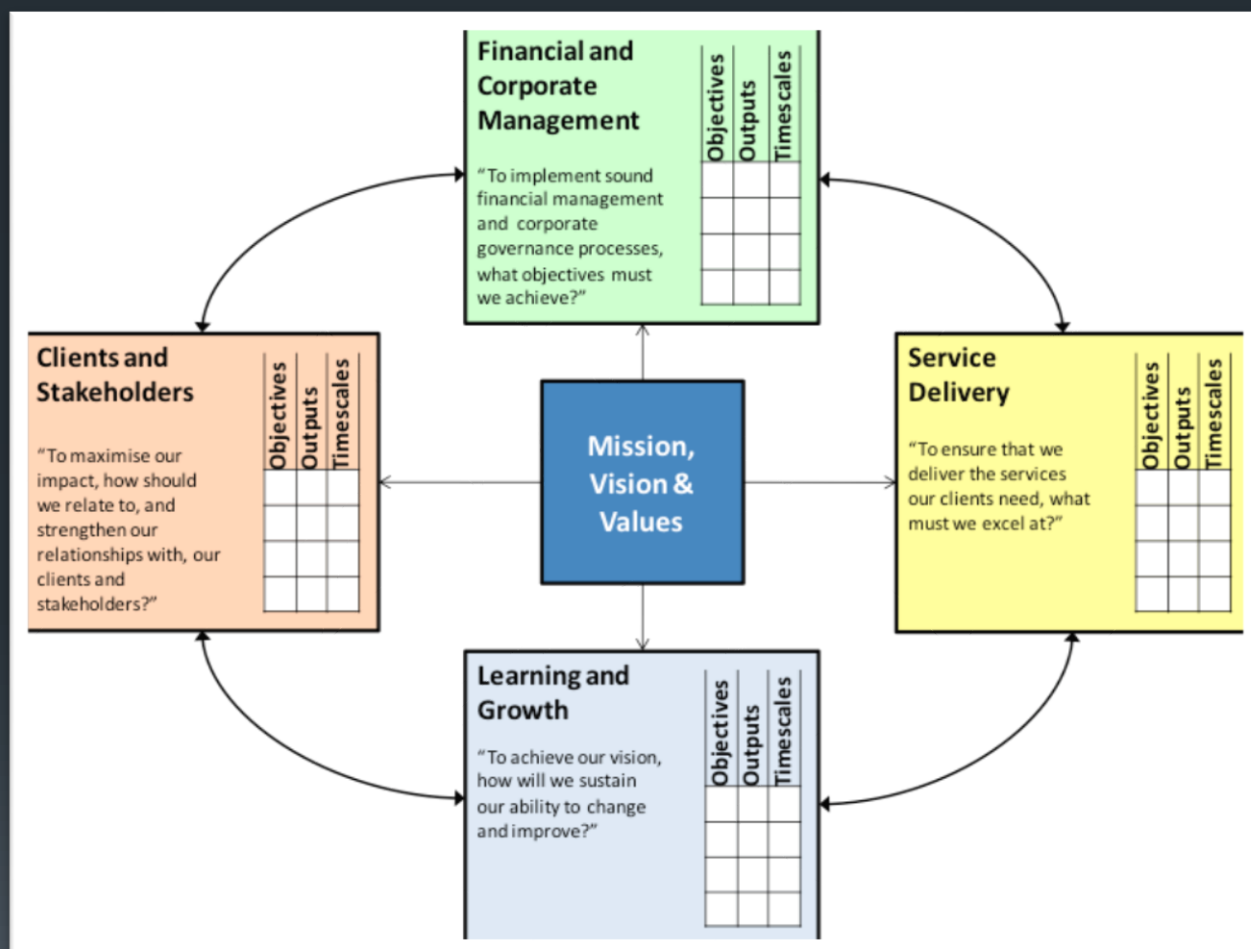 Financial and
Corporate
Management
"To implement sound
financial management
and corporate
governance processes,
what objectives must
we achieve?"
Objectives
Outputs
Timescales
Clients and
Stakeholders
"To maximise our
impact, how should
we relate to, and
strengthen our
relationships with, our
clients and
stakeholders?"
Objectives
Outputs
Timescales
Mission,
Vision &
Values
Service
Delivery
"To ensure that we
deliver the services
our clients need, what
must we excel at?"
Objectives
Outputs
Timescales
Learning and
Growth
"To achieve our vision,
how will we sustain
our ability to change
and improve?"
Objectives
Outputs
Timescales